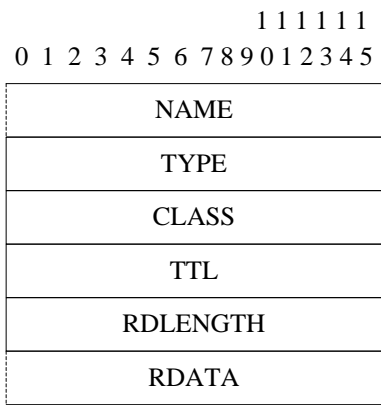 1 1 1 1 1 1
0 1 2 3 4 5 6 7 8 9 0 1 2 3 4 5
NAME
TYPE
CLASS
TTL
RDLENGTH
RDATA